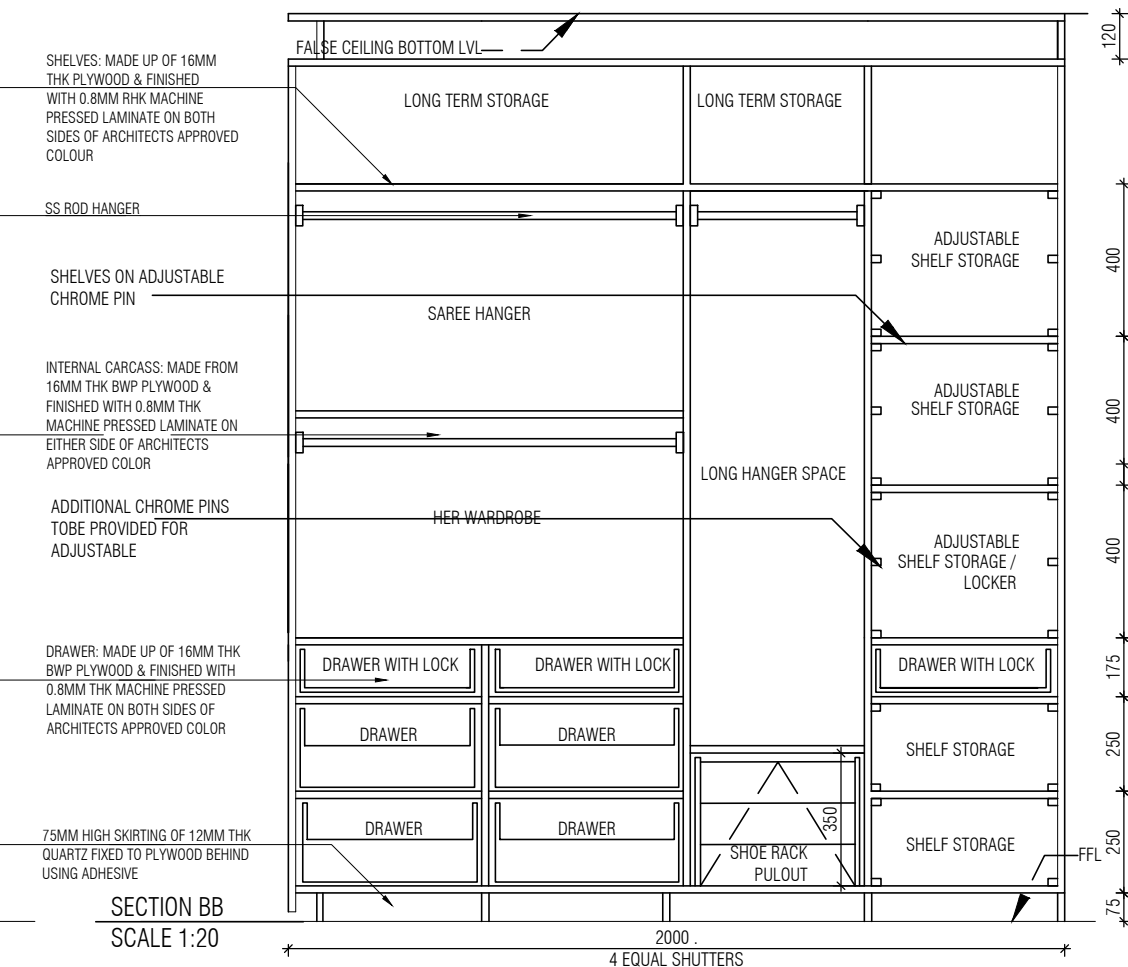 FALSE CEILING BOTTOM LVL
120
SHELVES: MADE UP OF 16MM
THK PLYWOOD & FINISHED
WITH 0.8MM RHK MACHINE
PRESSED LAMINATE ON BOTH
SIDES OF ARCHITECTS APPROVED
COLOUR
LONG TERM STORAGE
LONG TERM STORAGE
SS ROD HANGER
SHELVES ON ADJUSTABLE
CHROME PIN
SAREE HANGER
ADJUSTABLE
SHELF STORAGE
400
INTERNAL CARCASS: MADE FROM
16MM THK BWP PLYWOOD &
FINISHED WITH 0.8MM THK
MACHINE PRESSED LAMINATE ON
EITHER SIDE OF ARCHITECTS
APPROVED COLOR
ADJUSTABLE
SHELF STORAGE
400
ADDITIONAL CHROME PINS
TOBE PROVIDED FOR
ADJUSTABLE
HER WARDROBE
LONG HANGER SPACE
ADJUSTABLE
SHELF STORAGE /
LOCKER
400
DRAWER: MADE UP OF 16MM THK
BWP PLYWOOD & FINISHED WITH
0.8MM THK MACHINE PRESSED
LAMINATE ON BOTH SIDES OF
ARCHITECTS APPROVED COLOR
DRAWER WITH LOCK
DRAWER WITH LOCK
DRAWER WITH LOCK
175
DRAWER
DRAWER
SHELF STORAGE
250
75MM HIGH SKIRTING OF 12MM THK
QUARTZ FIXED TO PLYWOOD BEHIND
USING ADHESIVE
DRAWER
DRAWER
350
SHOE RACK
PULOUT
SHELF STORAGE
250
FFL
75
SECTION BB
SCALE 1:20
2000 .
4 EQUAL SHUTTERS